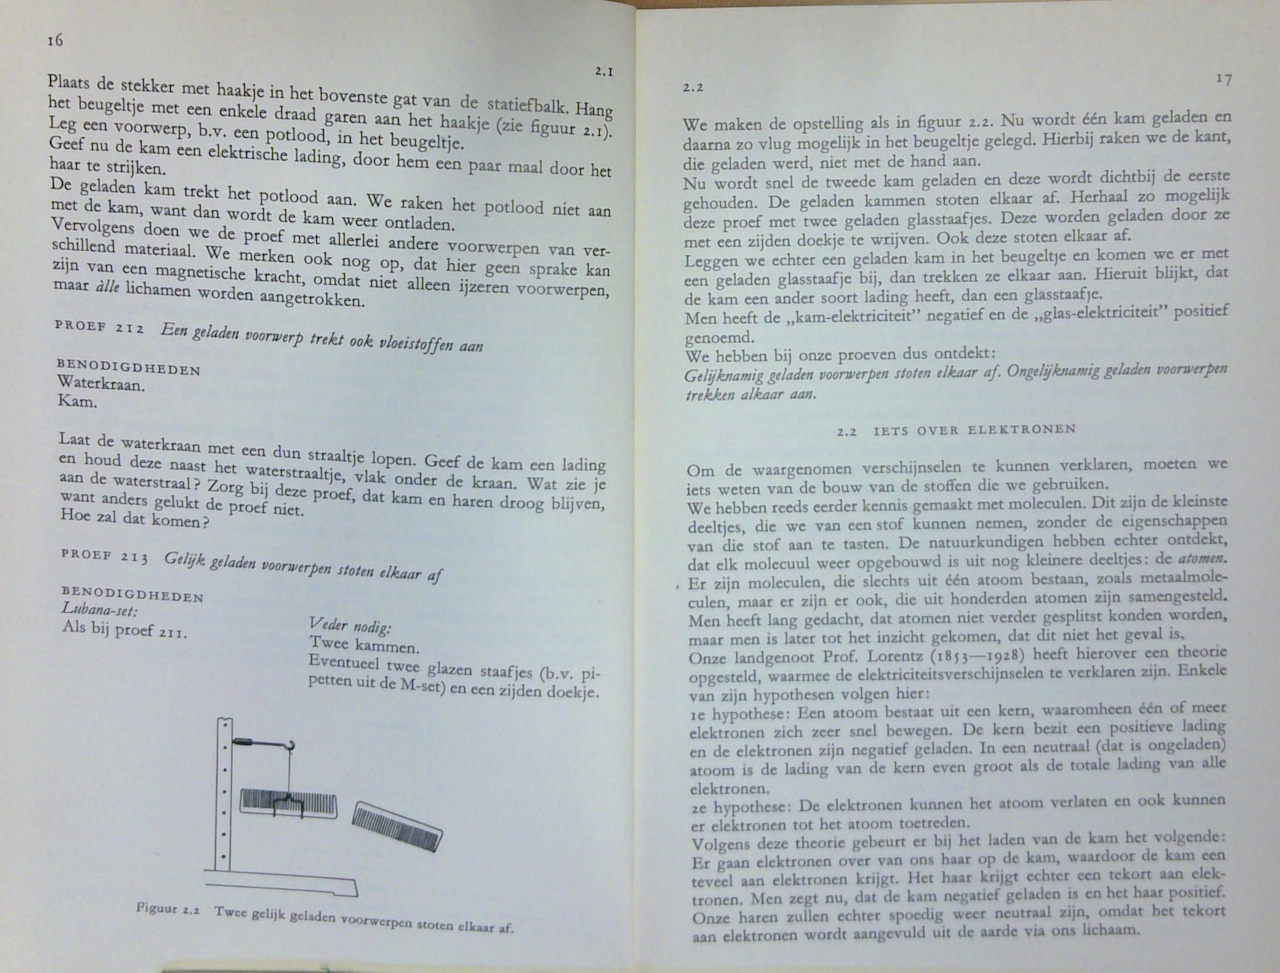 16
2.1
Plaats de stekker met haakje in het bovenste gat van de statiefbalk. Hang
het beugeltje met een enkele draad garen aan het haakje (zie figuur 2.1).
Leg een voorwerp, b.v. een potlood, in het beugeltje.
Geef nu de kam een elektrische lading, door hem een paar maal door het
haar te strijken.
De geladen kam trekt het potlood aan. We raken het potlood niet aan
met de kam, want dan wordt de kam weer ontladen.
Vervolgens doen we de proef met allerlei andere voorwerpen van ver-
schillend materiaal. We merken ook nog op, dat hier geen sprake kan
zijn van een magnetische kracht, omdat niet alleen ijzeren voorwerpen,
maar àlle lichamen worden aangetrokken.
PROEF 212 Een geladen voorwerp trekt ook vloeistoffen aan
BENODIGDHEDEN
Waterkraan.
Kam.
Laat de waterkraan met een dun straaltje lopen. Geef de kam een lading
en houd deze naast het waterstraaltje, vlak onder de kraan. Wat zie je
aan de waterstraal? Zorg bij deze proef, dat kam en haren droog blijven,
want anders gelukt de proef niet.
Hoe zal dat komen?
PROEF 213 Gelijk geladen voorwerpen stoten elkaar af
BENODIGDHEDEN
Lubana-set:
Als bij proef 211.
Veder nodig:
Twee kammen.
Eventueel twee glazen staafjes (b.v. pi-
petten uit de M-set) en een zijden doekje.
Figuur 2.2 Twee gelijk geladen voorwerpen stoten elkaar af.
2.2
17
We maken de opstelling als in figuur 2.2. Nu wordt één kam geladen en
daarna zo vlug mogelijk in het beugeltje gelegd. Hierbij raken we de kant,
die geladen werd, niet met de hand aan.
Nu wordt snel de tweede kam geladen en deze wordt dichtbij de eerste
gehouden. De geladen kammen stoten elkaar af. Herhaal zo mogelijk
deze proef met twee geladen glasstaafjes. Deze worden geladen door ze
met een zijden doekje te wrijven. Ook deze stoten elkaar af.
Leggen we echter een geladen kam in het beugeltje en komen we er met
een geladen glasstaafje bij, dan trekken ze elkaar aan. Hieruit blijkt, dat
de kam een ander soort lading heeft, dan een glasstaafje.
Men heeft de „kam-elektriciteit” negatief en de „glas-elektriciteit” positief
genoemd.
We hebben bij onze proeven dus ontdekt:
Gelijknamig geladen voorwerpen stoten elkaar af. Ongelijknamig geladen voorwerpen
trekken alkaar aan.
2.2 IETS OVER ELEKTRONEN
Om de waargenomen verschijnselen te kunnen verklaren, moeten we
iets weten van de bouw van de stoffen die we gebruiken.
We hebben reeds eerder kennis gemaakt met moleculen. Dit zijn de kleinste
deeltjes, die we van een stof kunnen nemen, zonder de eigenschappen
van die stof aan te tasten. De natuurkundigen hebben echter ontdekt,
dat elk molecuul weer opgebouwd is uit nog kleinere deeltjes: de atomen.
Er zijn moleculen, die slechts uit één atoom bestaan, zoals metaalmole-
culen, maar er zijn er ook, die uit honderden atomen zijn samengesteld.
Men heeft lang gedacht, dat atomen niet verder gesplitst konden worden,
maar men is later tot het inzicht gekomen, dat dit niet het geval is.
Onze landgenoot Prof. Lorentz (1853—1928) heeft hierover een theorie
opgesteld, waarmee de elektriciteitsverschijnselen te verklaren zijn. Enkele
van zijn hypothesen volgen hier:
1e hypothese: Een atoom bestaat uit een kern, waaromheen één of meer
elektronen zich zeer snel bewegen. De kern bezit een positieve lading
en de elektronen zijn negatief geladen. In een neutraal (dat is ongeladen)
atoom is de lading van de kern even groot als de totale lading van alle
elektronen.
2e hypothese: De elektronen kunnen het atoom verlaten en ook kunnen
er elektronen tot het atoom toetreden.
Volgens deze theorie gebeurt er bij het laden van de kam het volgende:
Er gaan elektronen over van ons haar op de kam, waardoor de kam een
teveel aan elektronen krijgt. Het haar krijgt echter een tekort aan elek-
tronen. Men zegt nu, dat de kam negatief geladen is en het haar positief.
Onze haren zullen echter spoedig weer neutraal zijn, omdat het tekort
aan elektronen wordt aangevuld uit de aarde via ons lichaam.